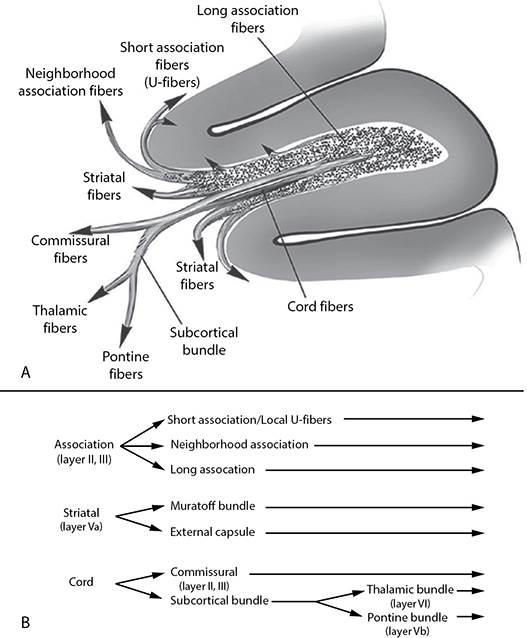 Long association
fibers
Short association
fibers
(U-fibers)
Neighborhood
association fibers
Striatal
fibers
Commissural
fibers
Striatal
fibers
Cord fibers
Thalamic
fibers
Subcortical
bundle
Pontine
fibers
A
Short association/Local U-fibers
Association
(layer II, III)
Neighborhood association
Long assocation
Striatal
(layer Va)
Muratoff bundle
External capsule
Cord
Commissural
(layer II, III)
Subcortical bundle
Thalamic bundle
(layer VI)
Pontine bundle
(layer Vb)
B